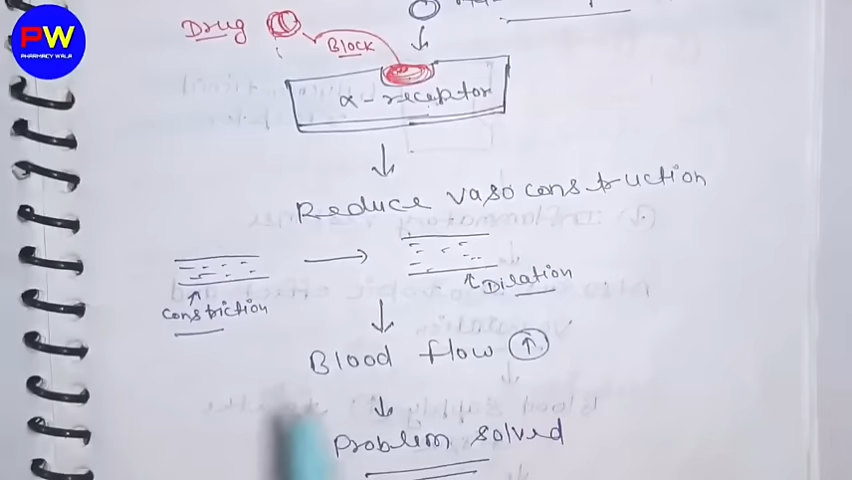 PW
PHARMACY WALA
Drug
Block
α-receptor
Reduce vasoconstruction
Constriction
Dilation
Blood flow ↑
Problem solved